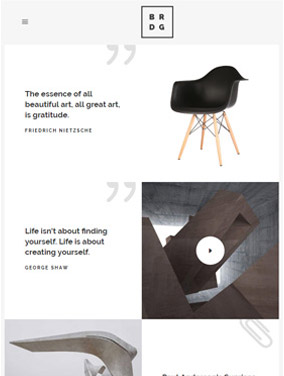 B R
D G
The essence of all
beautiful art, all great art,
is gratitude.
FRIEDRICH NIETZSCHE
Life isn't about finding
yourself. Life is about
creating yourself.
GEORGE SHAW